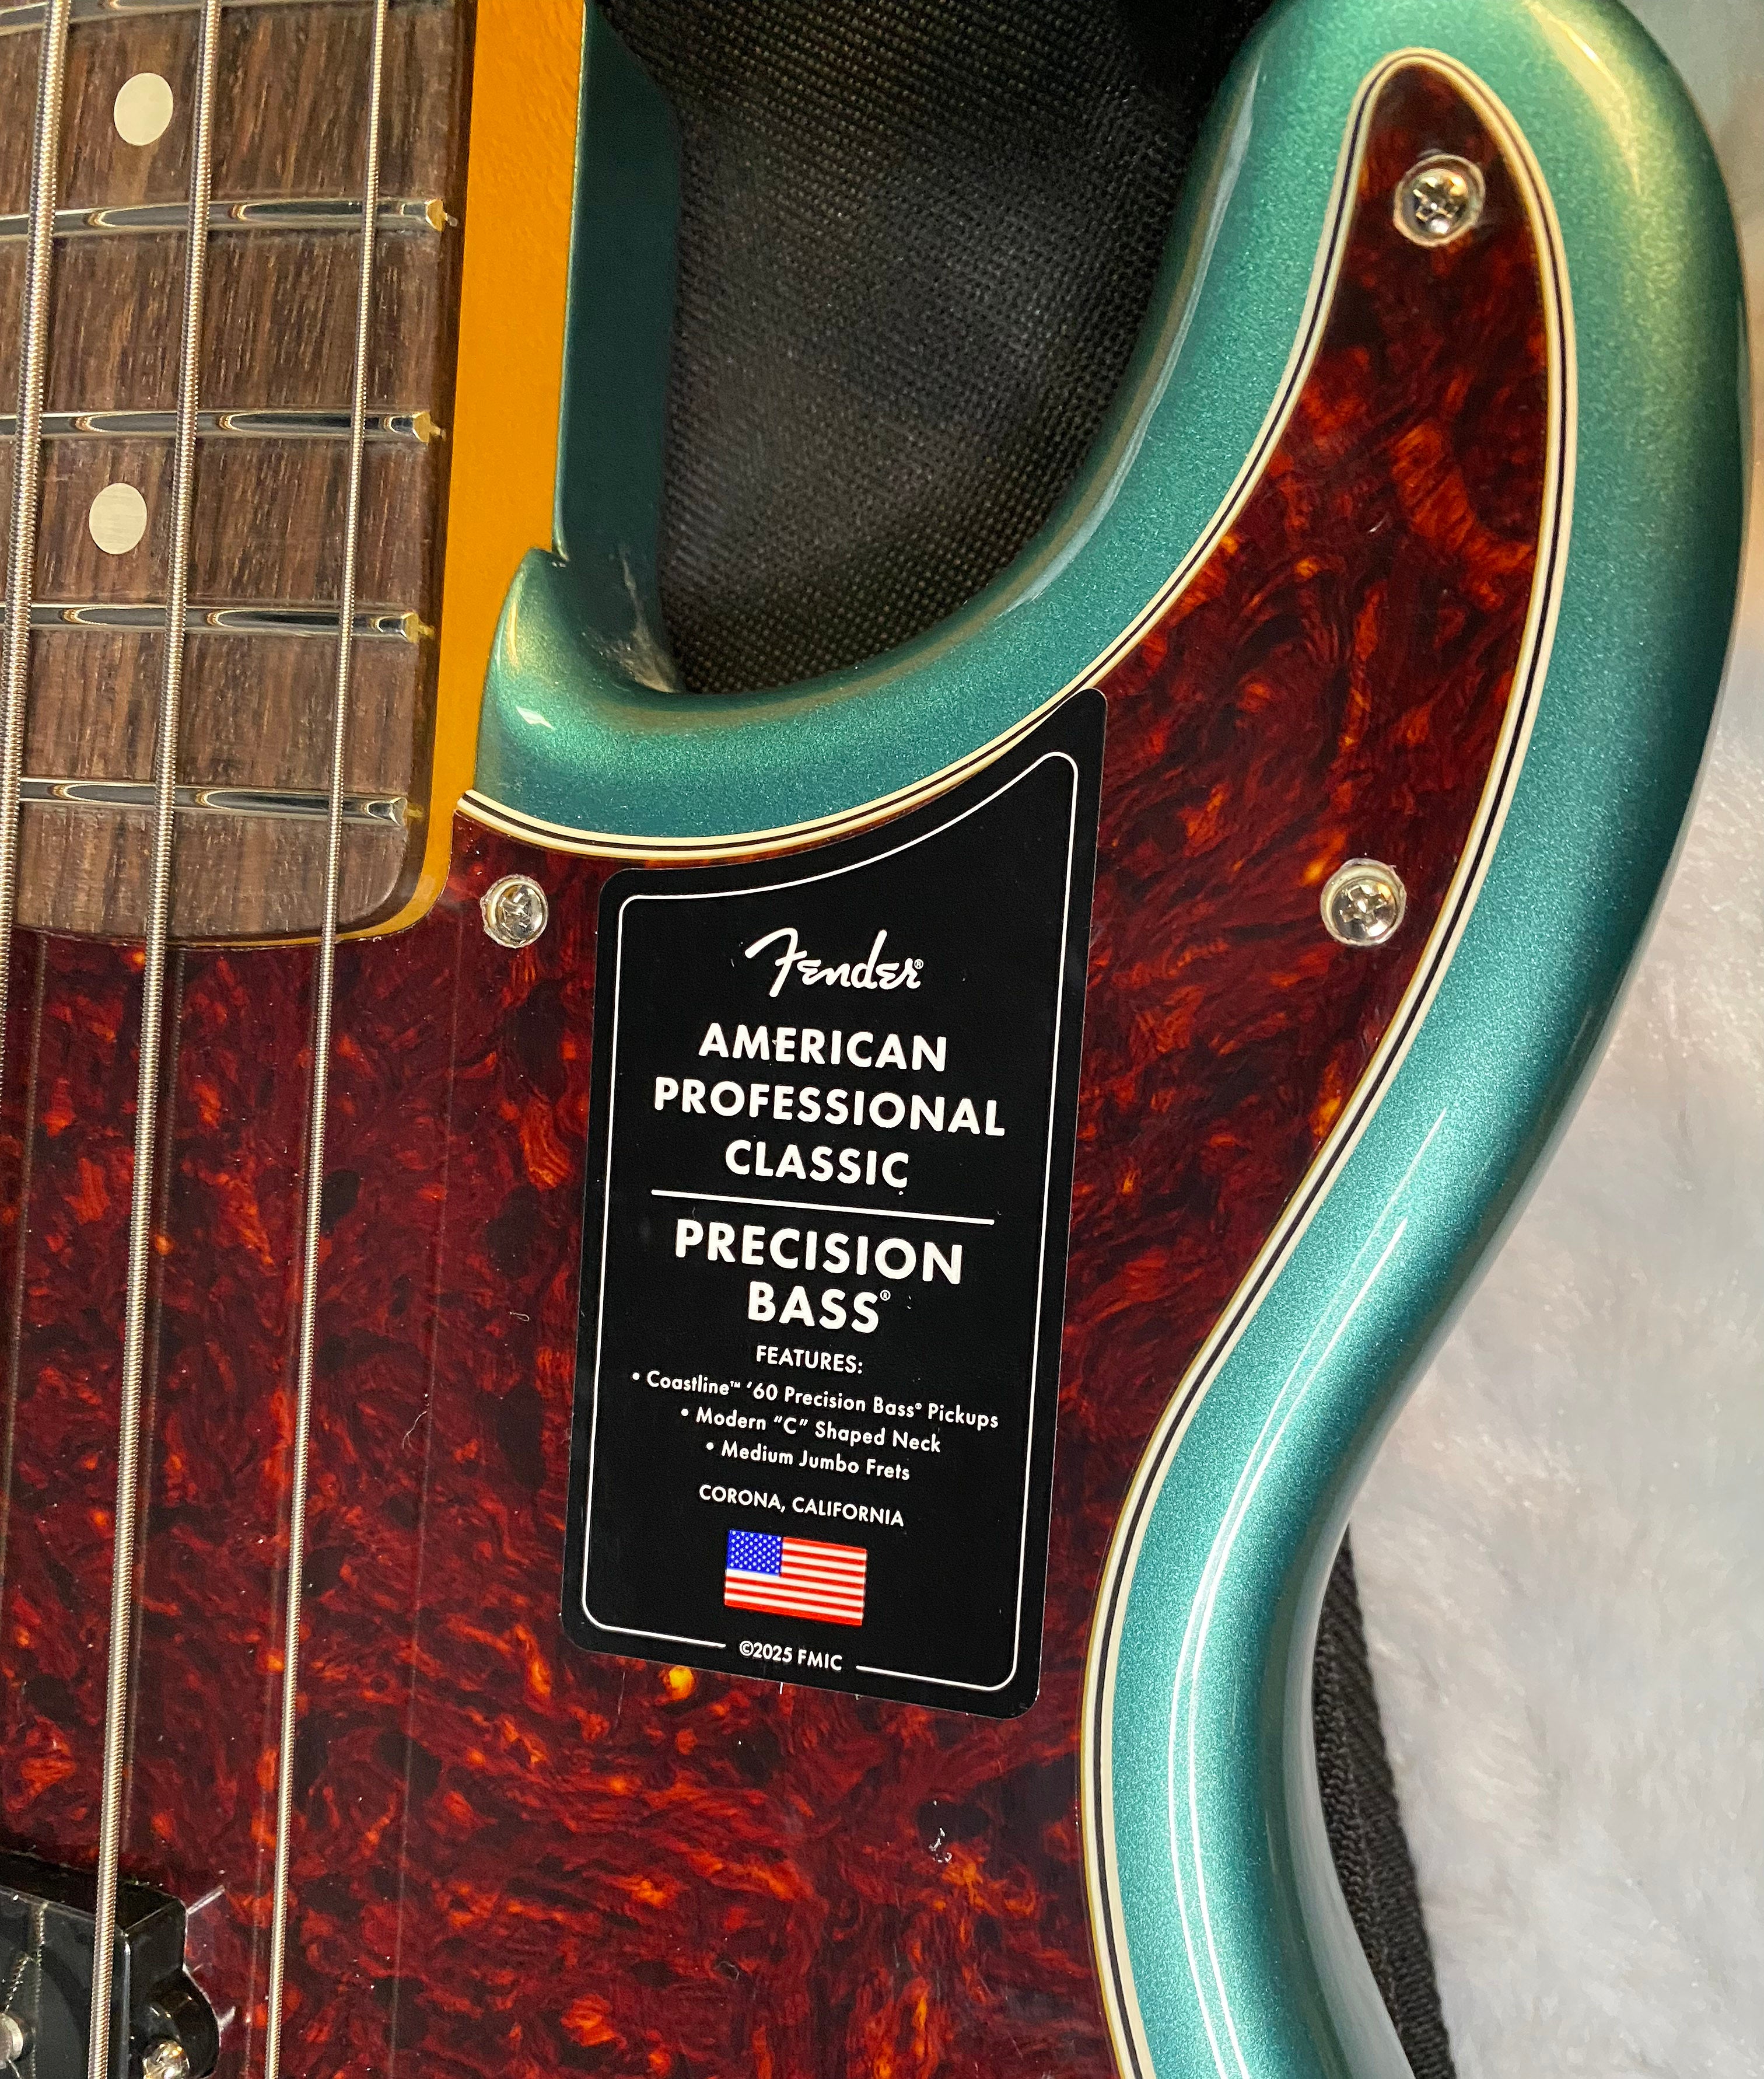 Fender®
AMERICAN
PROFESSIONAL
CLASSIC
PRECISION
BASS®
FEATURES:
• Coastline™ ’60 Precision Bass® Pickups
• Modern “C” Shaped Neck
• Medium Jumbo Frets
CORONA, CALIFORNIA
©2025 FMIC